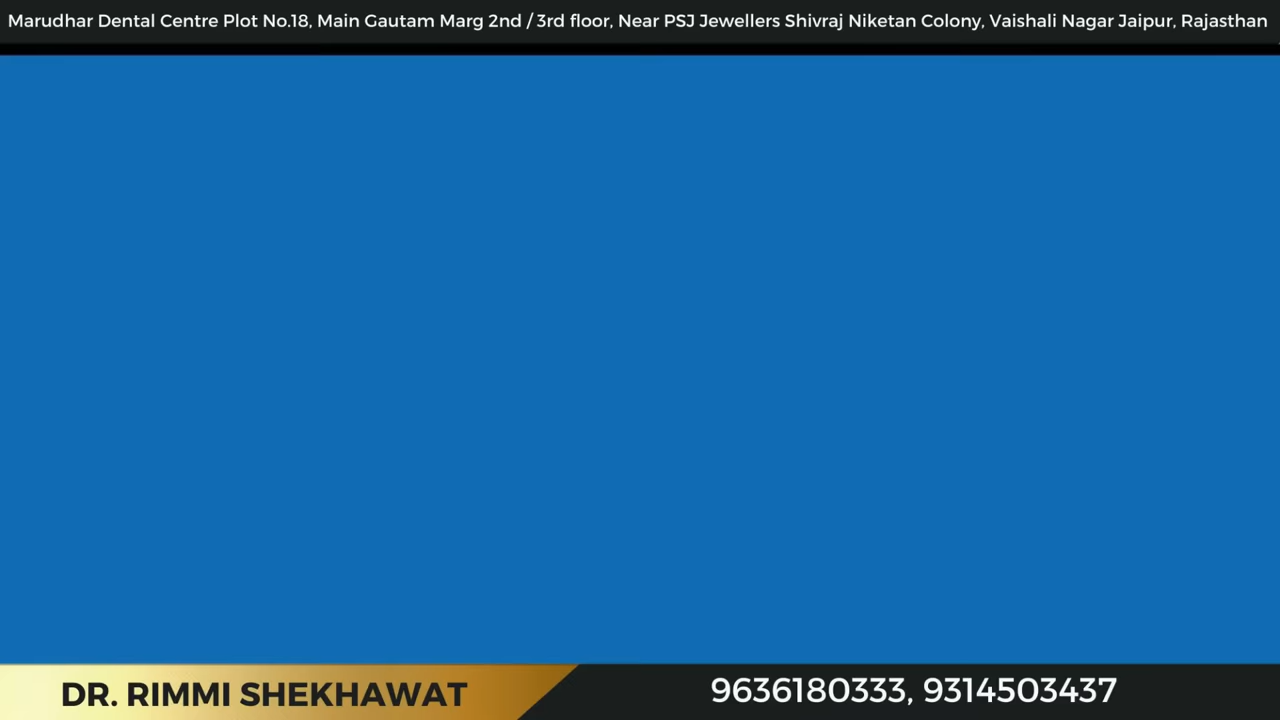 Marudhar Dental Centre Plot No.18, Main Gautam Marg 2nd / 3rd floor, Near PSJ Jewellers Shivraj Niketan Colony, Vaishali Nagar Jaipur, Rajasthan
DR. RIMMI SHEKHAWAT
9636180333, 9314503437